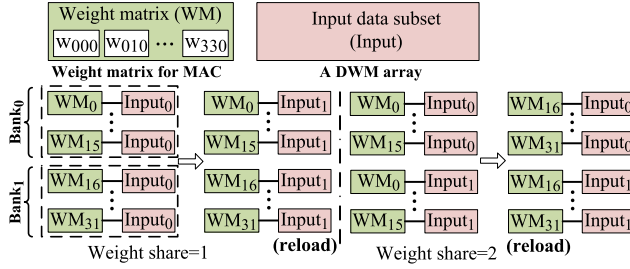 Weight matrix (WM)
W000 W010 ··· W330
Weight matrix for MAC
Input data subset
(Input)
A DWM array
Bank0
WM0 Input0
WM15 Input0
Bank1
WM16 Input0
WM31 Input0
Weight share=1
WM0 Input1
WM15 Input1
WM16 Input1
WM31 Input1
(reload)
WM0 Input0
WM15 Input0
WM0 Input1
WM15 Input1
Weight share=2
WM16 Input0
WM31 Input0
WM16 Input1
WM31 Input1
(reload)